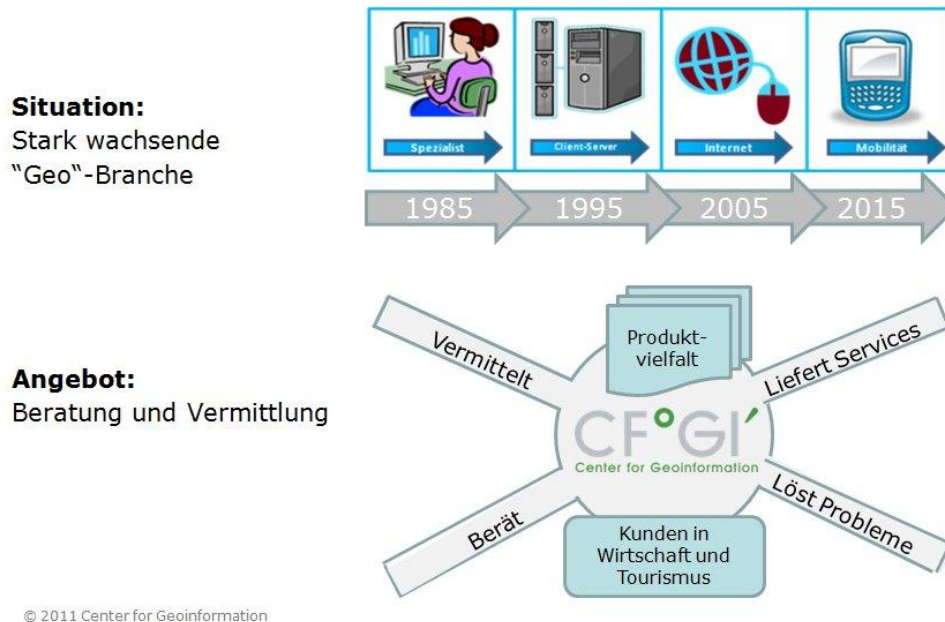 Situation:
Stark wachsende
“Geo“-Branche
Spezialist
Client-Server
Internet
Mobilität
1985
1995
2005
2015
Angebot:
Beratung und Vermittlung
Vermittelt
Produkt-
vielfalt
Liefert Services
CF°GI′
Center for Geoinformation
Berät
Kunden in
Wirtschaft und
Tourismus
Löst Probleme
© 2011 Center for Geoinformation